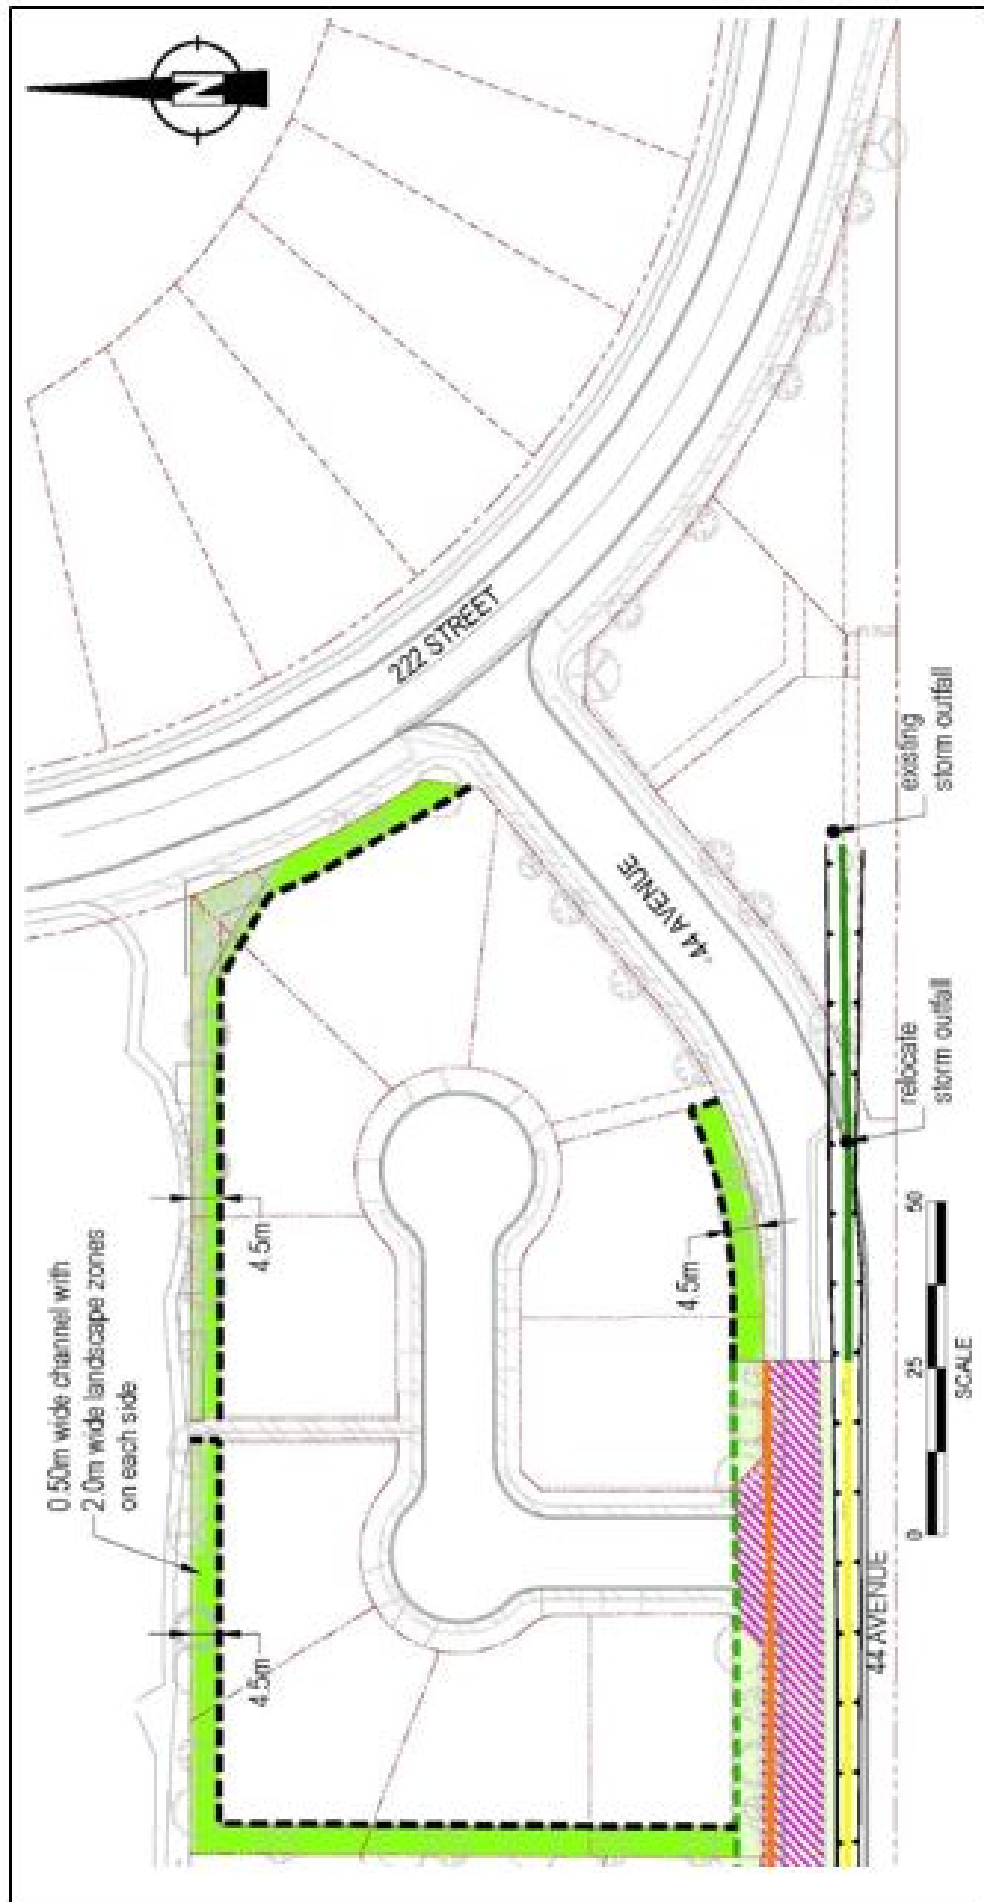 N
222 STREET
44 AVENUE
0.50m wide channel with
2.0m wide landscape zones
on each side
4.5m
4.5m
4.5m
existing
storm outfall
relocate
storm outfall
44 AVENUE
0
25
50
SCALE